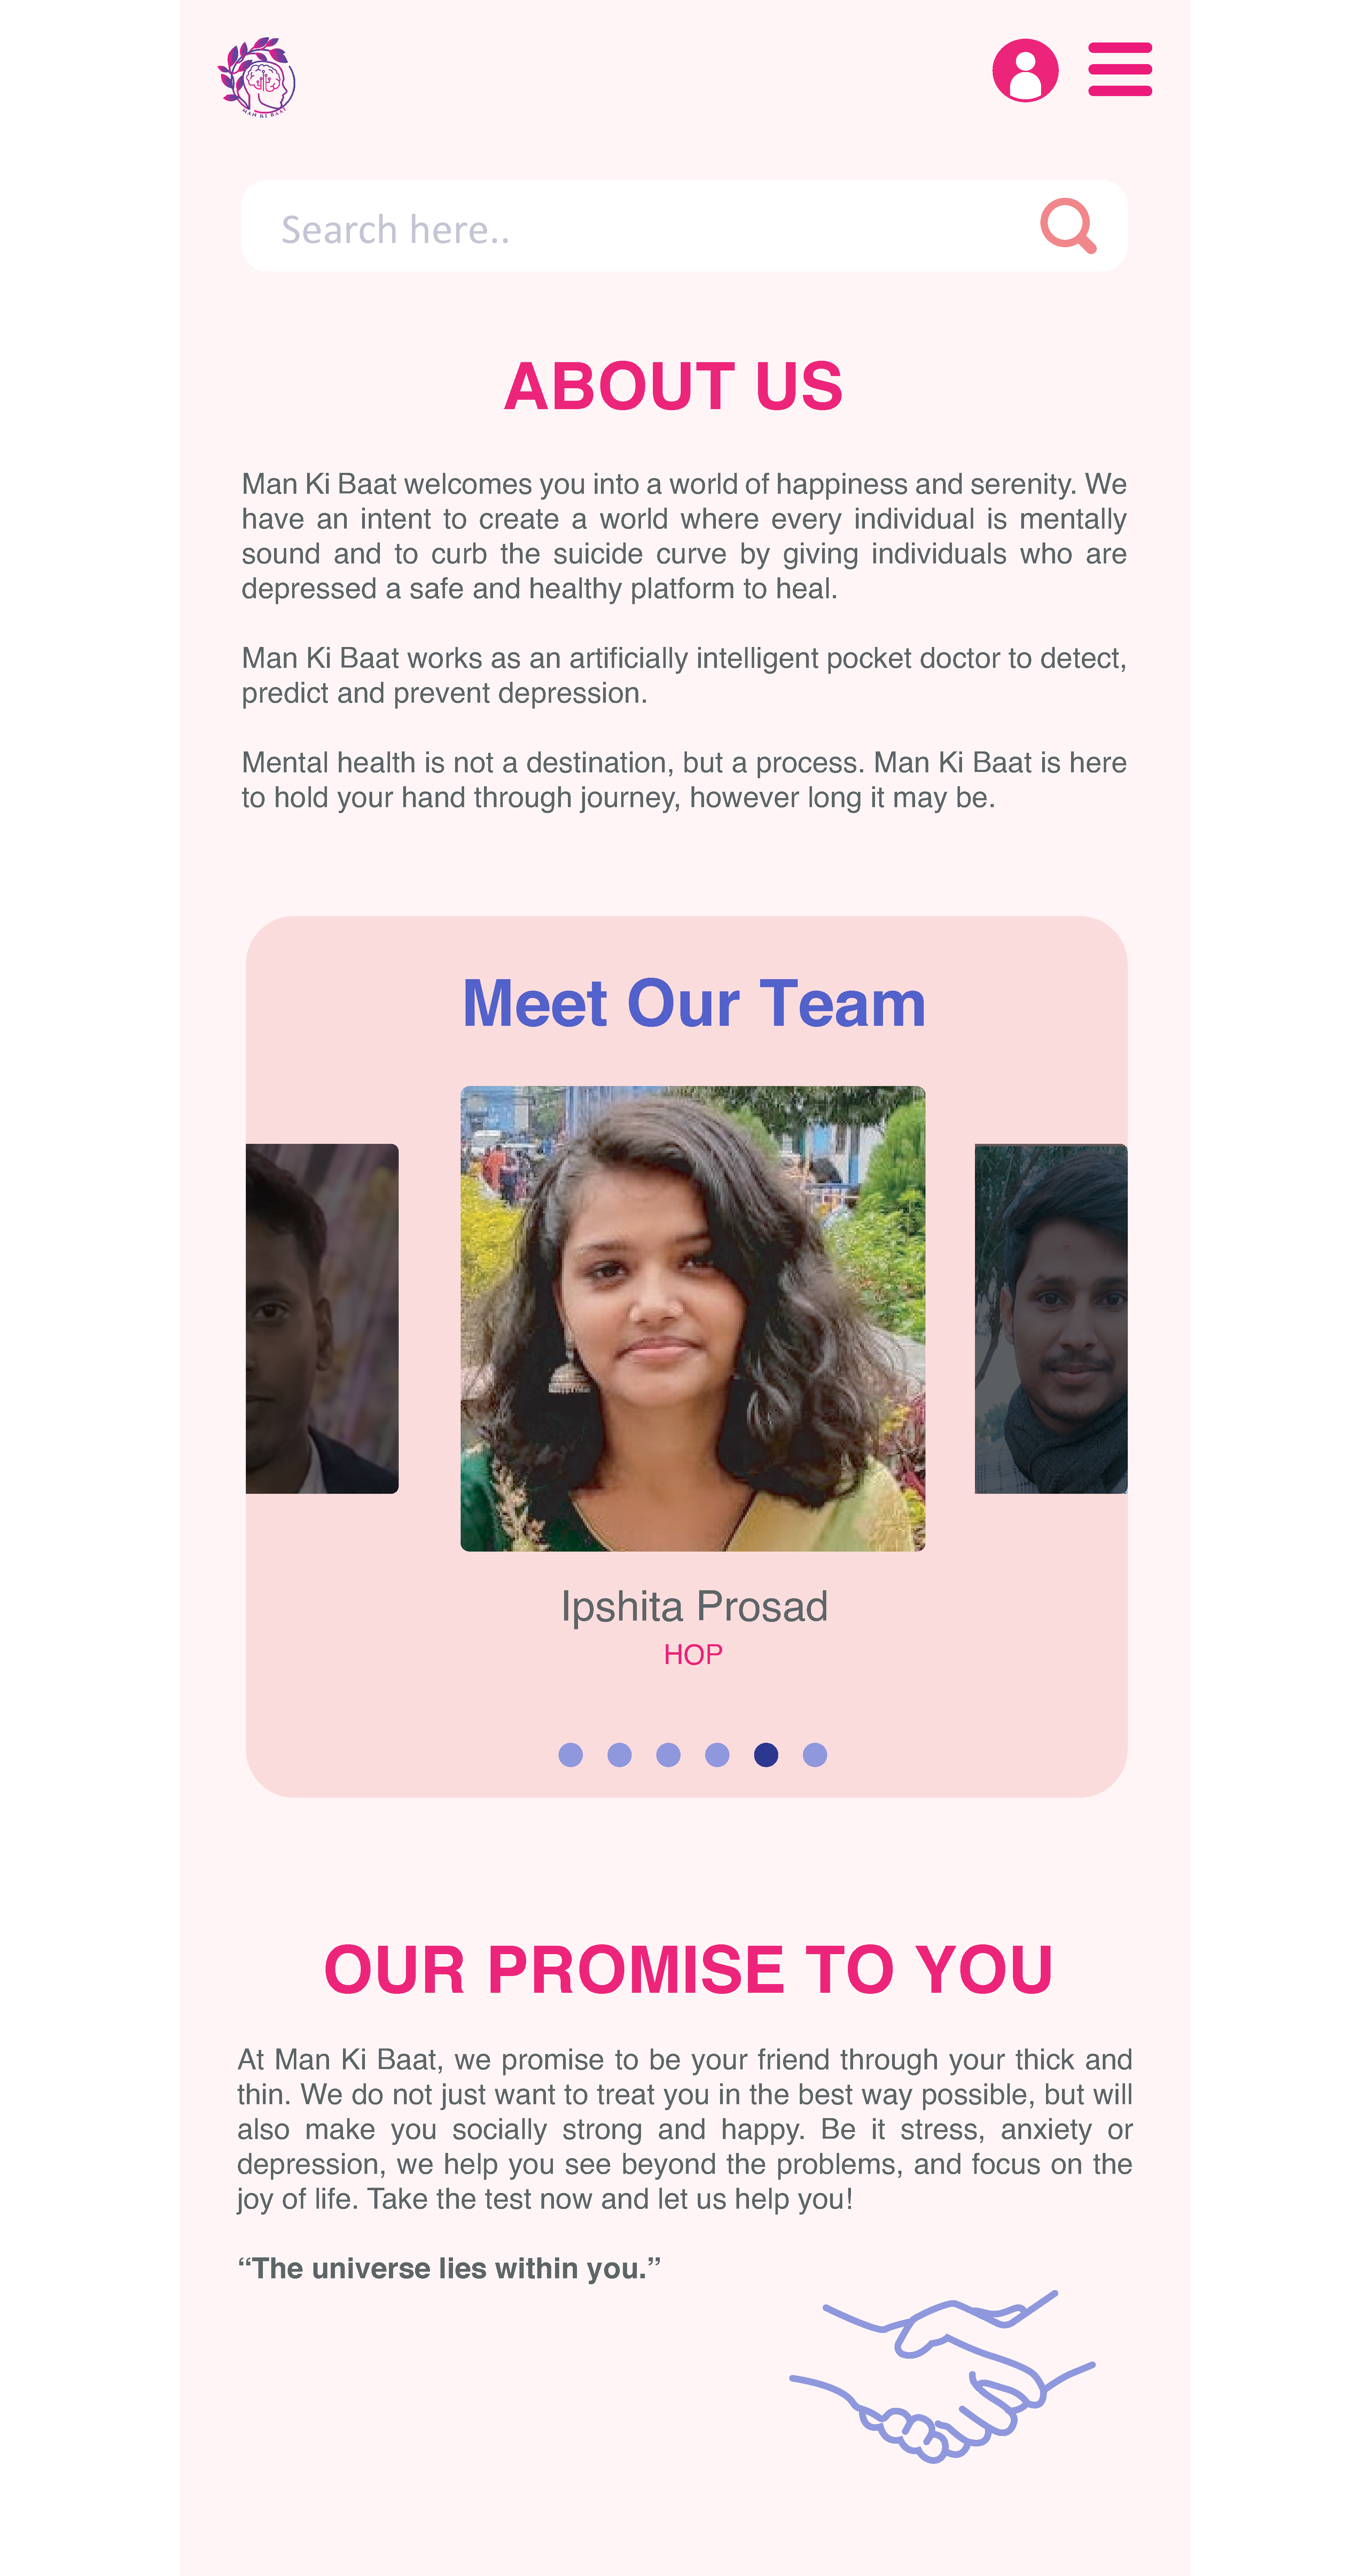 MAN KI BAAT
Search here..
ABOUT US
Man Ki Baat welcomes you into a world of happiness and serenity. We
have an intent to create a world where every individual is mentally
sound and to curb the suicide curve by giving individuals who are
depressed a safe and healthy platform to heal.
Man Ki Baat works as an artificially intelligent pocket doctor to detect,
predict and prevent depression.
Mental health is not a destination, but a process. Man Ki Baat is here
to hold your hand through journey, however long it may be.
Meet Our Team
Ipshita Prosad
HOP
OUR PROMISE TO YOU
At Man Ki Baat, we promise to be your friend through your thick and
thin. We do not just want to treat you in the best way possible, but will
also make you socially strong and happy. Be it stress, anxiety or
depression, we help you see beyond the problems, and focus on the
joy of life. Take the test now and let us help you!
“The universe lies within you.”